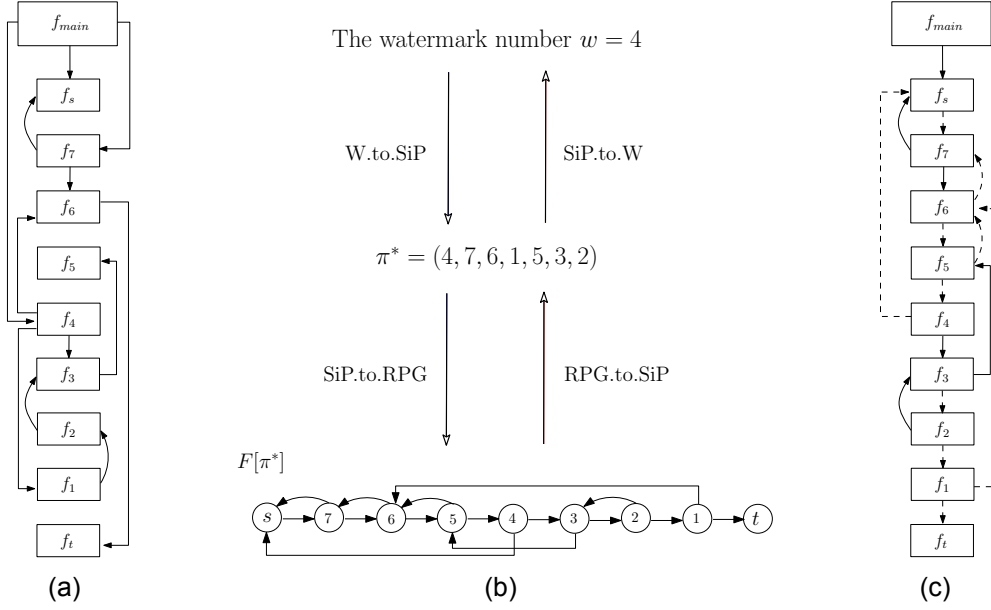 f_main
f_s
f_7
f_6
f_5
f_4
f_3
f_2
f_1
f_t
(a)
The watermark number w = 4
W.to.SiP
SiP.to.W
π* = (4, 7, 6, 1, 5, 3, 2)
SiP.to.RPG
RPG.to.SiP
F[π*]
s 7 6 5 4 3 2 1 t
(b)
f_main
f_s
f_7
f_6
f_5
f_4
f_3
f_2
f_1
f_t
(c)